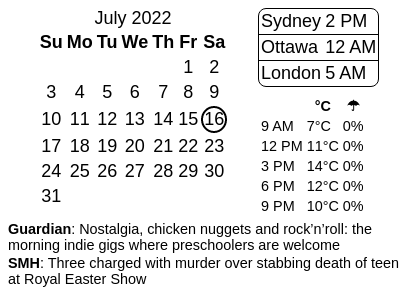 July 2022
Su Mo Tu We Th Fr Sa
1 2
3 4 5 6 7 8 9
10 11 12 13 14 15 16
17 18 19 20 21 22 23
24 25 26 27 28 29 30
31
Sydney 2 PM
Ottawa 12 AM
London 5 AM
°C ☂
9 AM 7°C 0%
12 PM 11°C 0%
3 PM 14°C 0%
6 PM 12°C 0%
9 PM 10°C 0%
Guardian: Nostalgia, chicken nuggets and rock’n’roll: the
morning indie gigs where preschoolers are welcome
SMH: Three charged with murder over stabbing death of teen
at Royal Easter Show